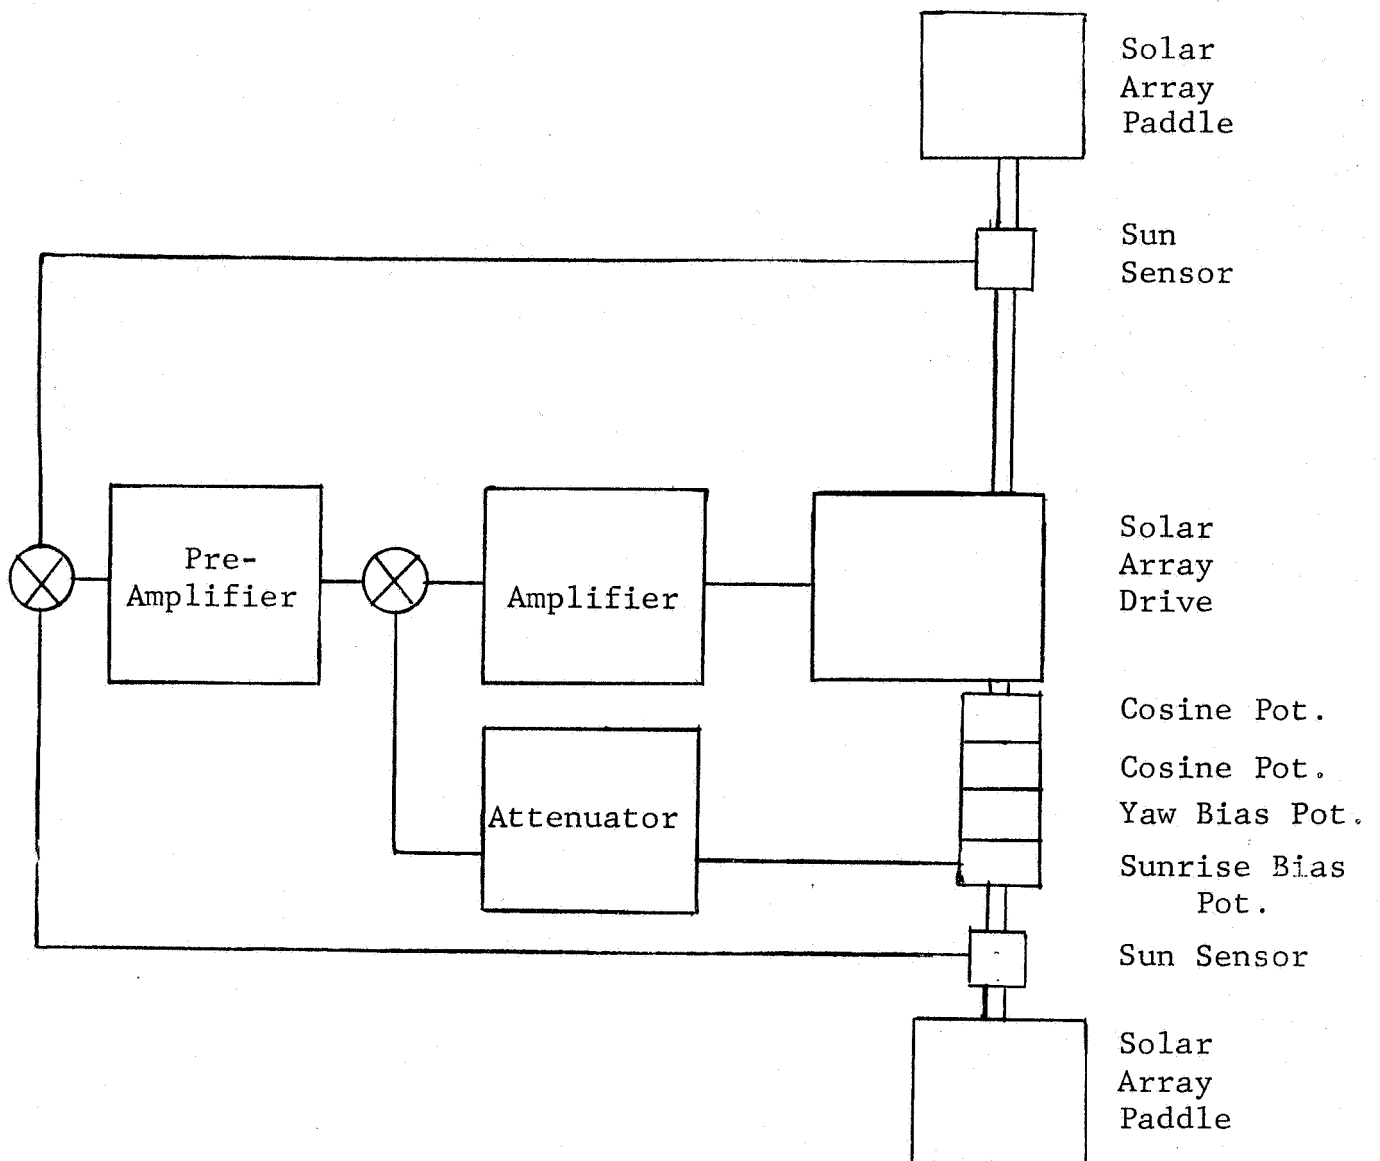 Solar
Array
Paddle
Sun
Sensor
Pre-
Amplifier
Amplifier
Solar
Array
Drive
Attenuator
Cosine Pot.
Cosine Pot.
Yaw Bias Pot.
Sunrise Bias
Pot.
Sun Sensor
Solar
Array
Paddle